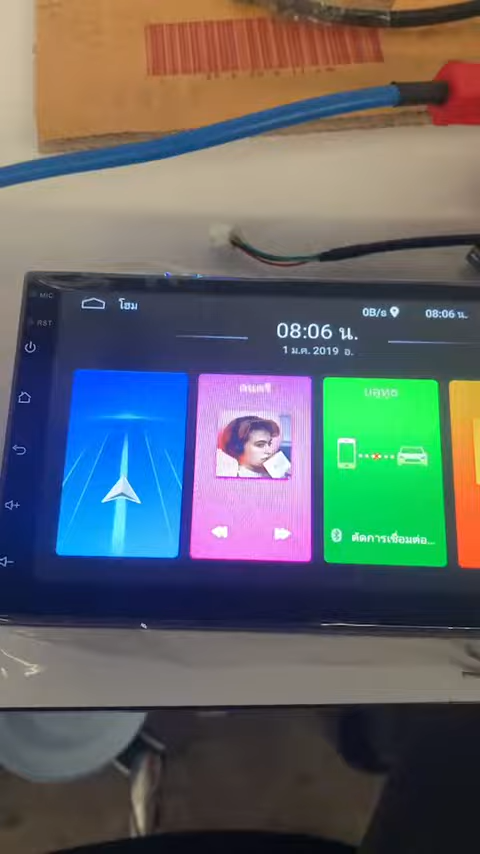 MIC
โฮม
0B/s
08:06 น.
RST
08:06 น.
1 ม.ค. 2019 อ.
ดนตรี
บลูทูธ
ตัดการเชื่อมต่อ...